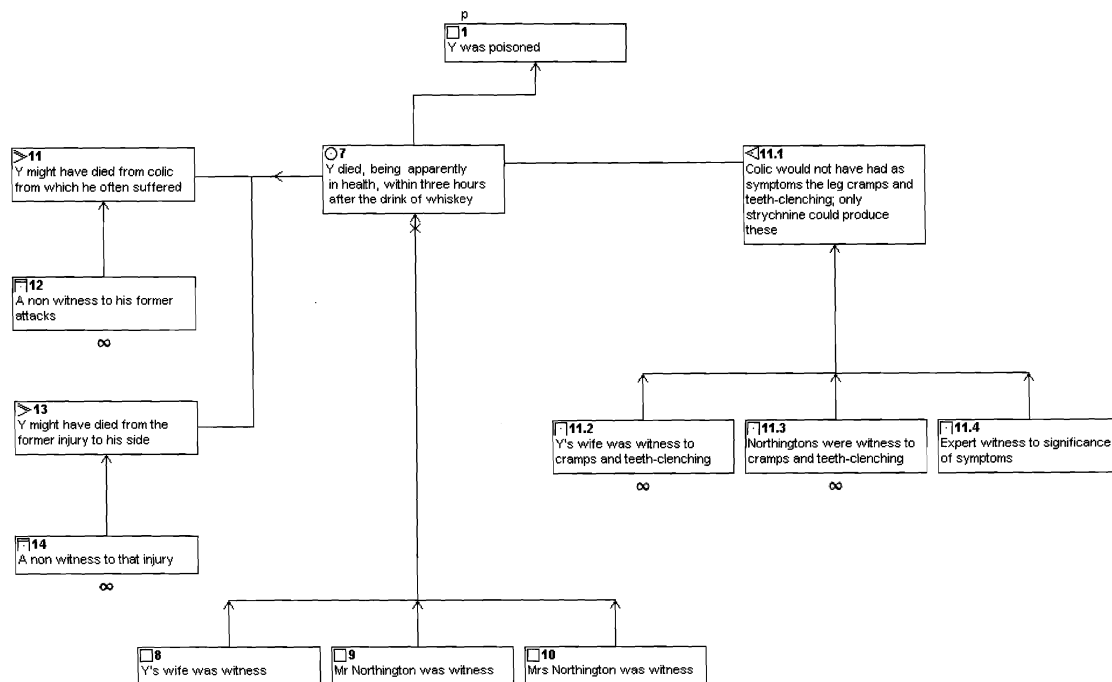 p
1
Y was poisoned
11
Y might have died from colic
from which he often suffered
7
Y died, being apparently
in health, within three hours
after the drink of whiskey
11.1
Colic would not have had as
symptoms the leg cramps and
teeth-clenching; only
strychnine could produce
these
12
A non witness to his former
attacks
∞
13
Y might have died from the
former injury to his side
11.2
Y's wife was witness to
cramps and teeth-clenching
∞
11.3
Northingtons were witness to
cramps and teeth-clenching
∞
11.4
Expert witness to significance
of symptoms
14
A non witness to that injury
∞
8
Y's wife was witness
9
Mr Northington was witness
10
Mrs Northington was witness